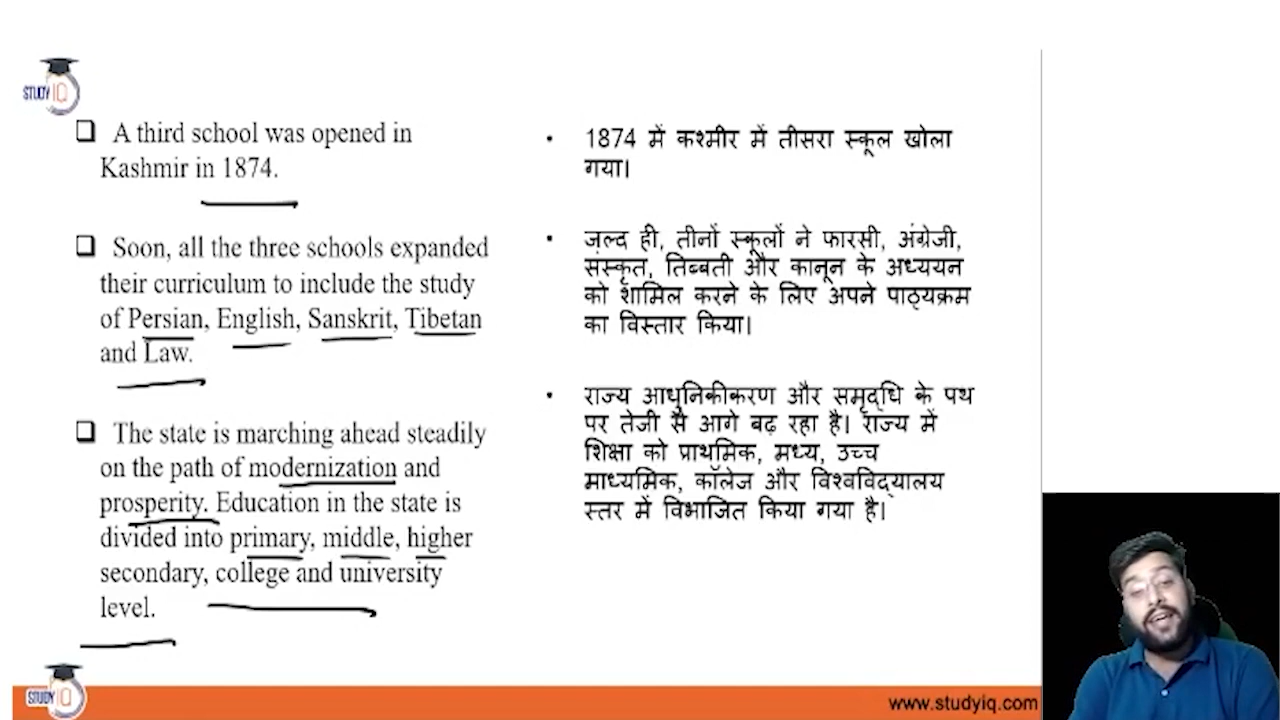 STUDY IQ
❑ A third school was opened in
Kashmir in 1874.
❑ Soon, all the three schools expanded
their curriculum to include the study
of Persian, English, Sanskrit, Tibetan
and Law.
❑ The state is marching ahead steadily
on the path of modernization and
prosperity. Education in the state is
divided into primary, middle, higher
secondary, college and university
level.
• 1874 में कश्मीर में तीसरा स्कूल खोला
गया।
• जल्द ही, तीनों स्कूलों ने फारसी, अंग्रेजी,
संस्कृत, तिब्बती और कानून के अध्ययन
को शामिल करने के लिए अपने पाठ्यक्रम
का विस्तार किया।
• राज्य आधुनिकीकरण और समृद्धि के पथ
पर तेजी से आगे बढ़ रहा है। राज्य में
शिक्षा को प्राथमिक, मध्य, उच्च
माध्यमिक, कॉलेज और विश्वविद्यालय
स्तर में विभाजित किया गया है।
STUDY IQ
www.studyiq.com